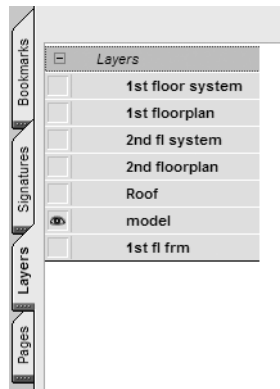 Layers
1st floor system
1st floorplan
2nd fl system
2nd floorplan
Roof
model
1st fl frm
Bookmarks
Signatures
Layers
Pages